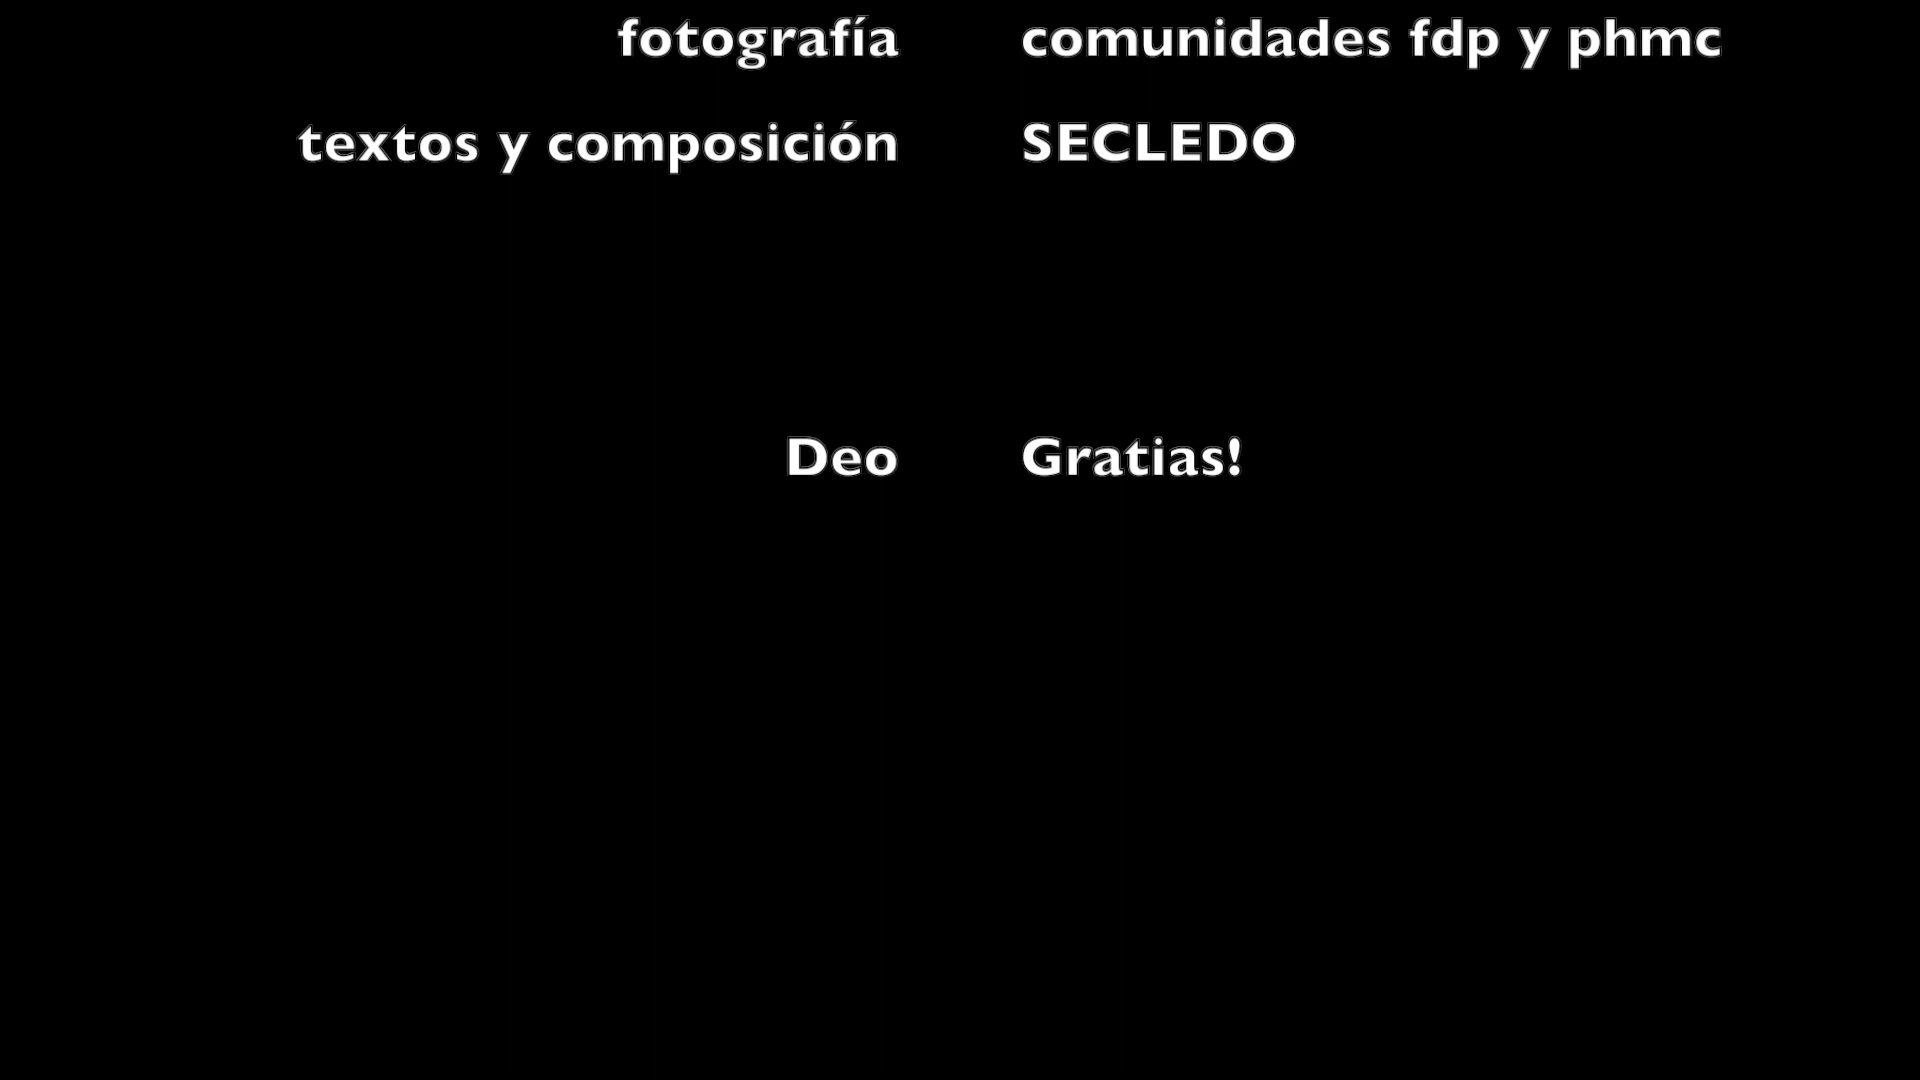 fotografía comunidades fdp y phmc
textos y composición SECLEDO
Deo Gratias!